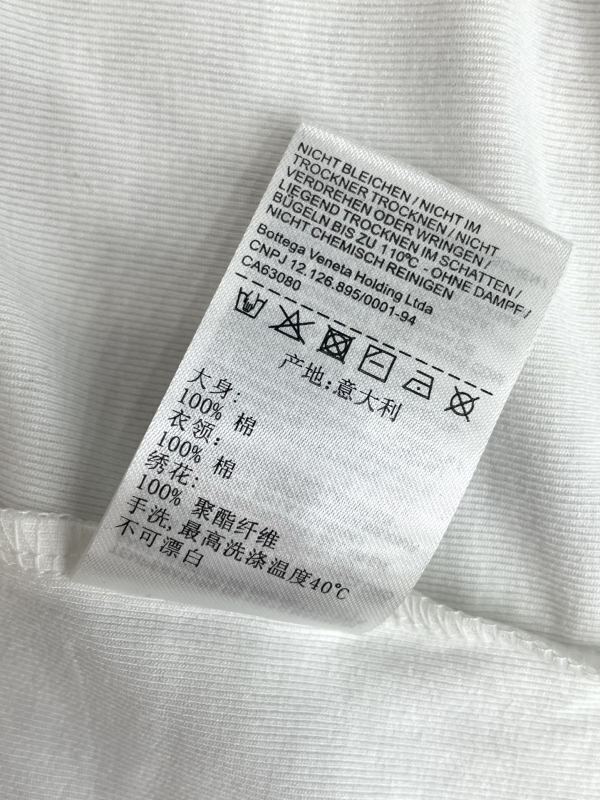 NICHT BLEICHEN / NICHT IM
TROCKNER TROCKNEN / NICHT
VERDREHEN ODER WRINGEN /
LIEGEND TROCKNEN IM SCHATTEN /
BÜGELN BIS ZU 110ºC - OHNE DAMPF /
NICHT CHEMISCH REINIGEN
Bottega Veneta Holding Ltda
CNPJ 12.126.895/0001-94
CA63080
产地:意大利
大身:
100% 棉
衣领:
100% 棉
绣花:
100% 聚酯纤维
手洗,最高洗涤温度40°C
不可漂白